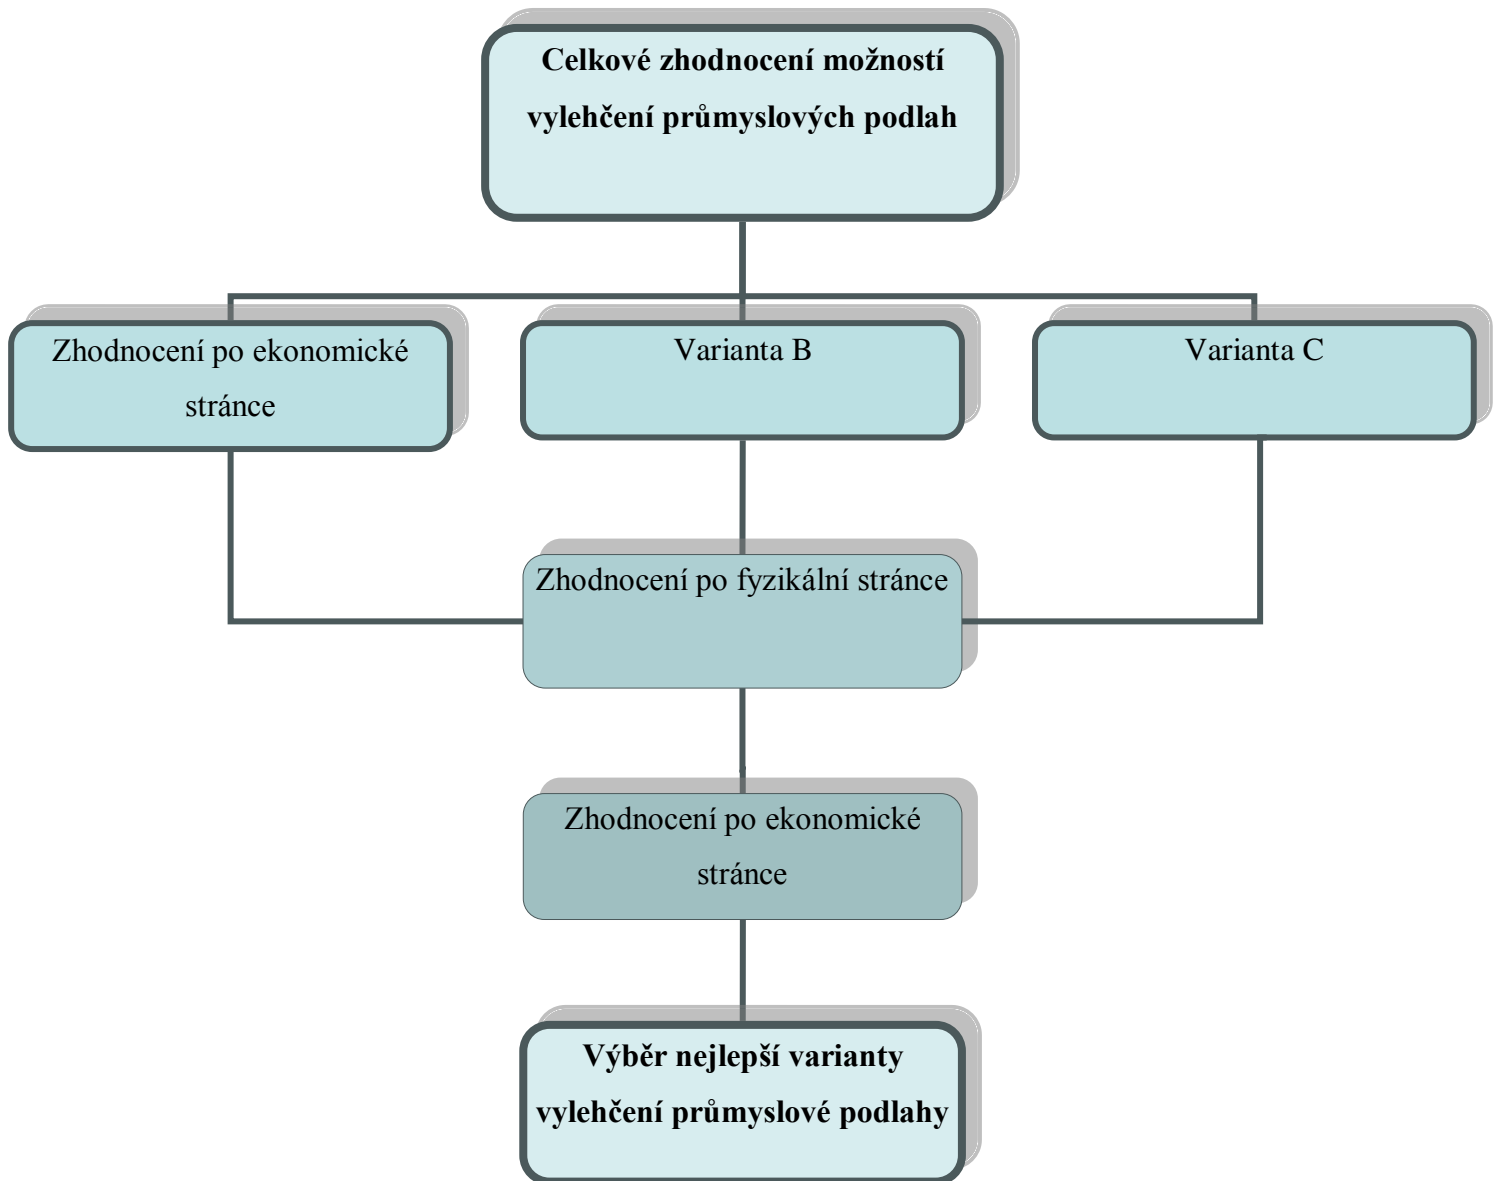 Celkové zhodnocení možností
vylehčení průmyslových podlah
Zhodnocení po ekonomické
stránce
Varianta B
Varianta C
Zhodnocení po fyzikální stránce
Zhodnocení po ekonomické
stránce
Výběr nejlepší varianty
vylehčení průmyslové podlahy